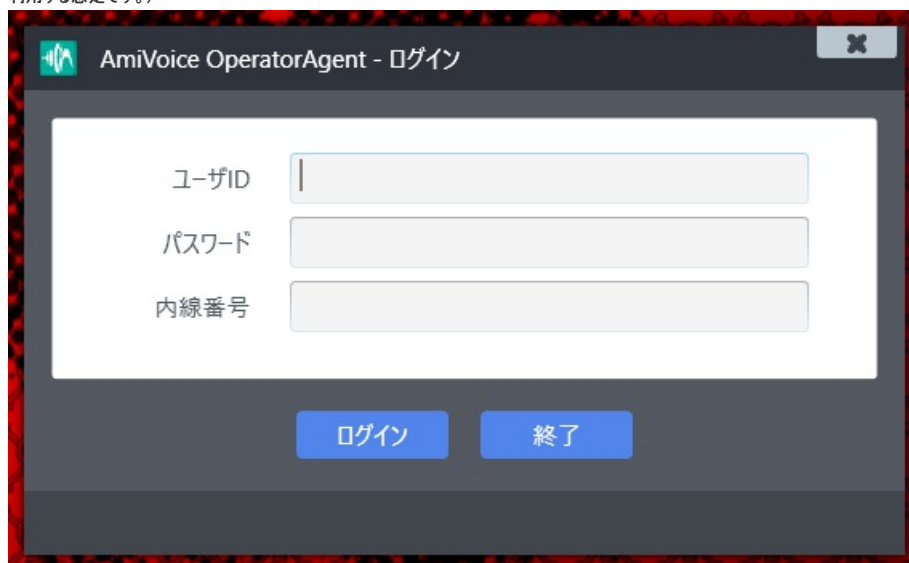 AmiVoice OperatorAgent - ログイン
ユーザID
パスワード
内線番号
ログイン
終了